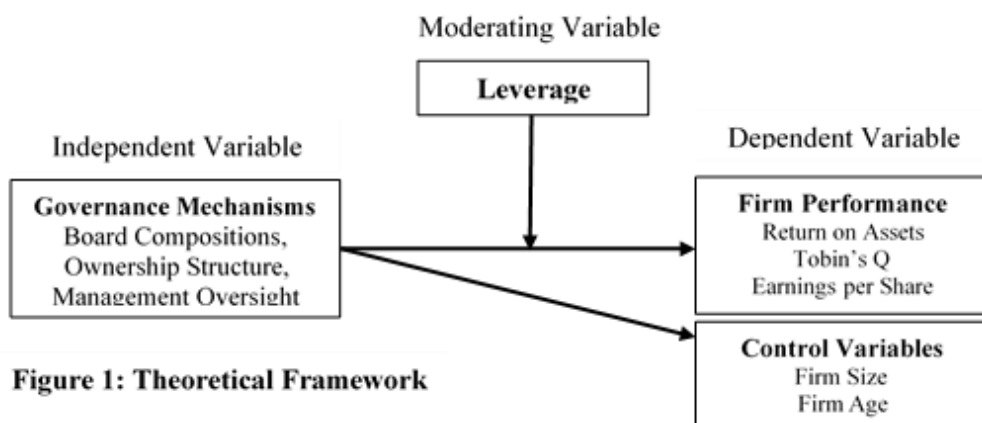 Moderating Variable
Leverage
Independent Variable
Governance Mechanisms
Board Compositions,
Ownership Structure,
Management Oversight
Dependent Variable
Firm Performance
Return on Assets
Tobin's Q
Earnings per Share
Control Variables
Firm Size
Firm Age
Figure 1: Theoretical Framework